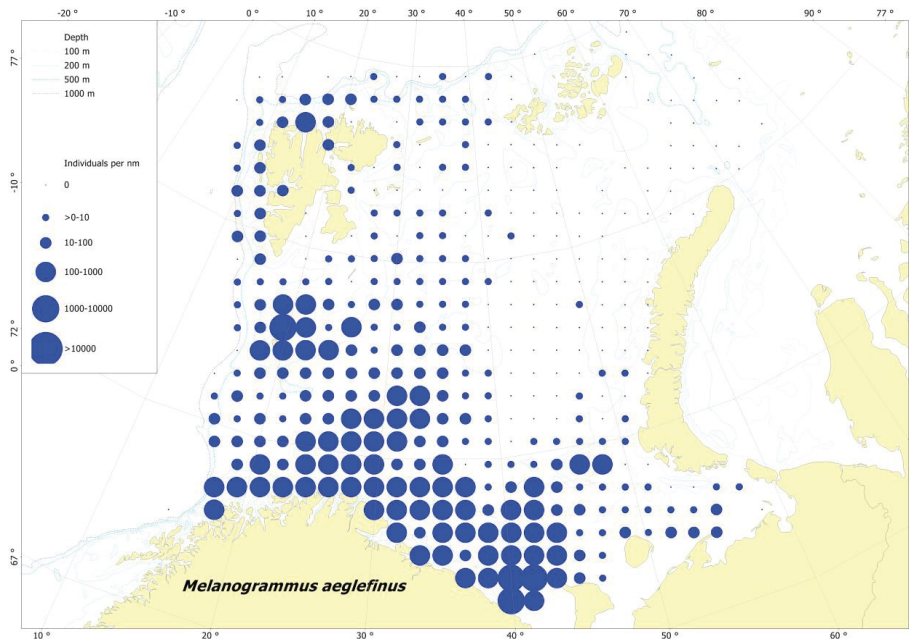 -20 ° -10 ° 0 ° 10 ° 20 ° 30 ° 40 ° 50 ° 60 ° 70 ° 80 ° 90 ° 77 °
Depth
100 m
200 m
500 m
1000 m
Individuals per nm
0
>0-10
10-100
100-1000
1000-10000
>10000
77 °
-10 °
72 °
0 °
67 °
77 °
72 °
67 °
Melanogrammus aeglefinus
10 ° 20 ° 30 ° 40 ° 50 ° 60 °